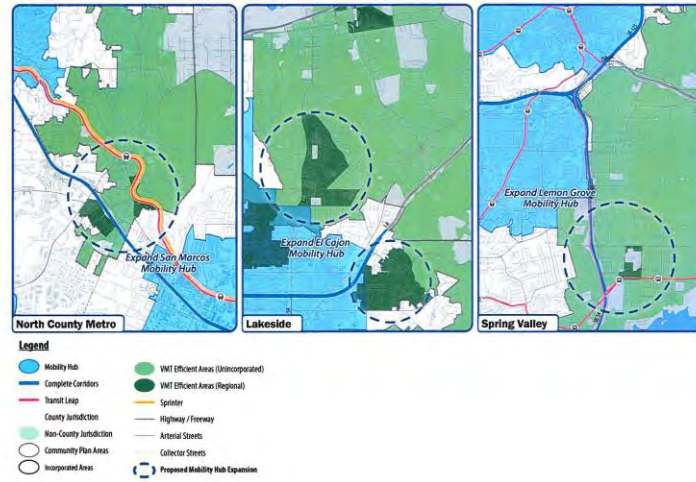 Expand San Marcos
Mobility Hub
North County Metro
Expand El Cajon
Mobility Hub
Lakeside
Expand Lemon Grove
Mobility Hub
Spring Valley
Legend
Mobility Hub
Complete Corridors
Transit Leap
County Jurisdiction
Non-County Jurisdiction
Community Plan Areas
Incorporated Areas
VMT Efficient Areas (Unincorporated)
VMT Efficient Areas (Regional)
Sprinter
Highway / Freeway
Arterial Streets
Collector Streets
Proposed Mobility Hub Expansion